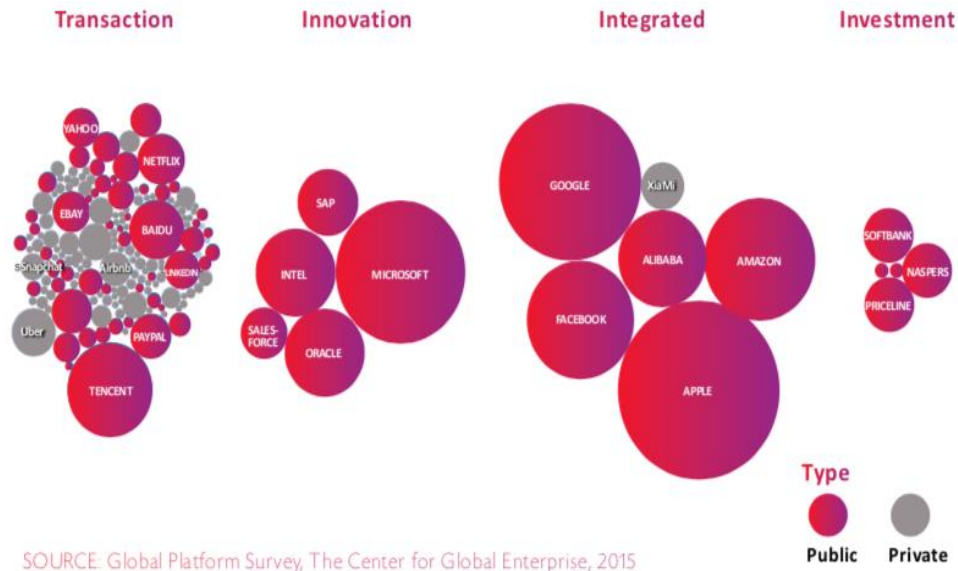 Transaction
Innovation
Integrated
Investment
YAHOO
NETFLIX
EBAY
BAIDU
Snapchat
Airbnb
LINKEDIN
Uber
PAYPAL
TENCENT
SAP
INTEL
MICROSOFT
SALES-
FORCE
ORACLE
GOOGLE
XiaMi
ALIBABA
AMAZON
FACEBOOK
APPLE
SOFTBANK
NASPERS
PRICELINE
Type
Public
Private
SOURCE: Global Platform Survey, The Center for Global Enterprise, 2015